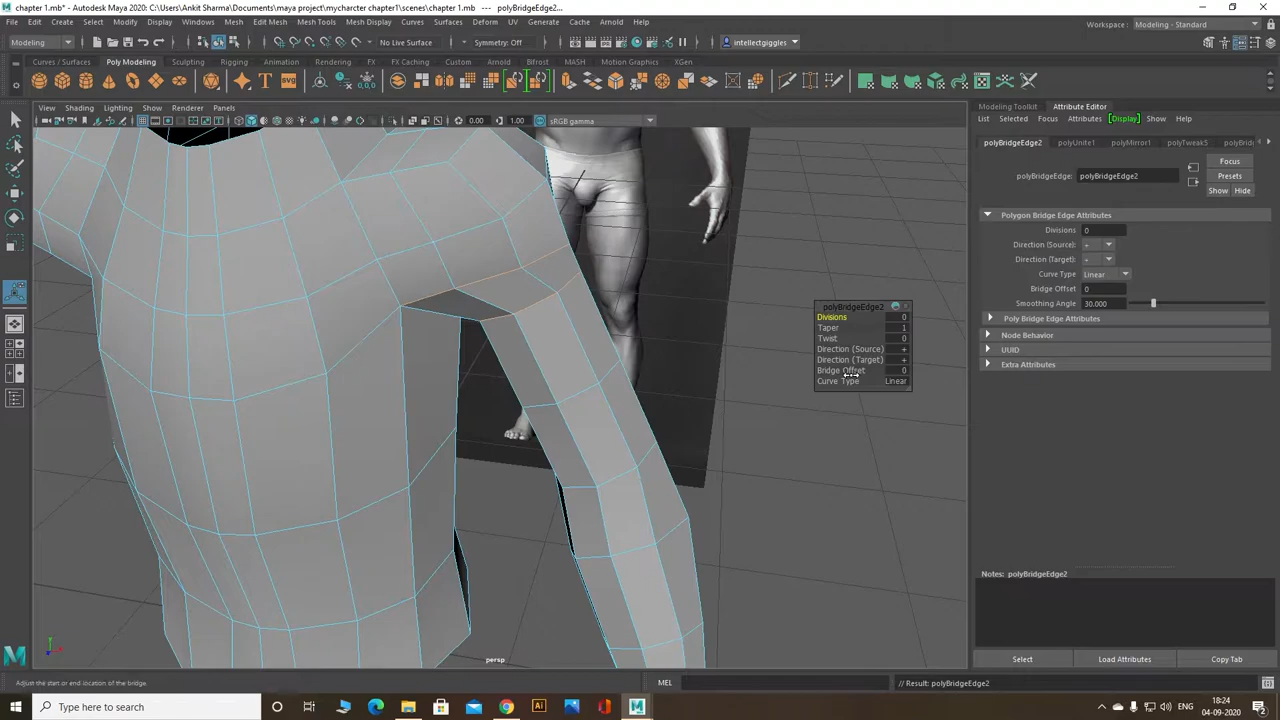 chapter 1.mb* - Autodesk Maya 2020: C:\Users\Ankit Sharma\Documents\maya project\mycharcter chapter1\scenes\chapter 1.mb --- polyBridgeEdge2...
File Edit Create Select Modify Display Windows Mesh Edit Mesh Mesh Tools Mesh Display Curves Surfaces Deform UV Generate Cache Arnold Help
Workspace : Modeling - Standard
Modeling No Live Surface Symmetry: Off intellectgiggles
Curves / Surfaces Poly Modeling Sculpting Rigging Animation Rendering FX FX Caching Custom Arnold Bifrost MASH Motion Graphics XGen
View Shading Lighting Show Renderer Panels
0.00 1.00 sRGB gamma
Modeling Toolkit Attribute Editor
List Selected Focus Attributes Display Show Help
polyBridgeEdge2 polyUnite1 polyMirror1 polyTweak5
Focus
polyBridgeEdge: polyBridgeEdge2 Presets
Show Hide
Polygon Bridge Edge Attributes
Divisions 0
Direction (Source): +
Direction (Target): +
Curve Type Linear
Bridge Offset 0
Smoothing Angle 30.000
Poly Bridge Edge Attributes
Node Behavior
UUID
Extra Attributes
polyBridgeEdge2
Divisions 0
Taper 1
Twist 0
Direction (Source) +
Direction (Target) +
Bridge Offset 0
Curve Type Linear
Notes: polyBridgeEdge2
persp
Select Load Attributes Copy Tab
Adjust the start or end location of the bridge. MEL // Result: polyBridgeEdge2
Type here to search
18:24
04-09-2020